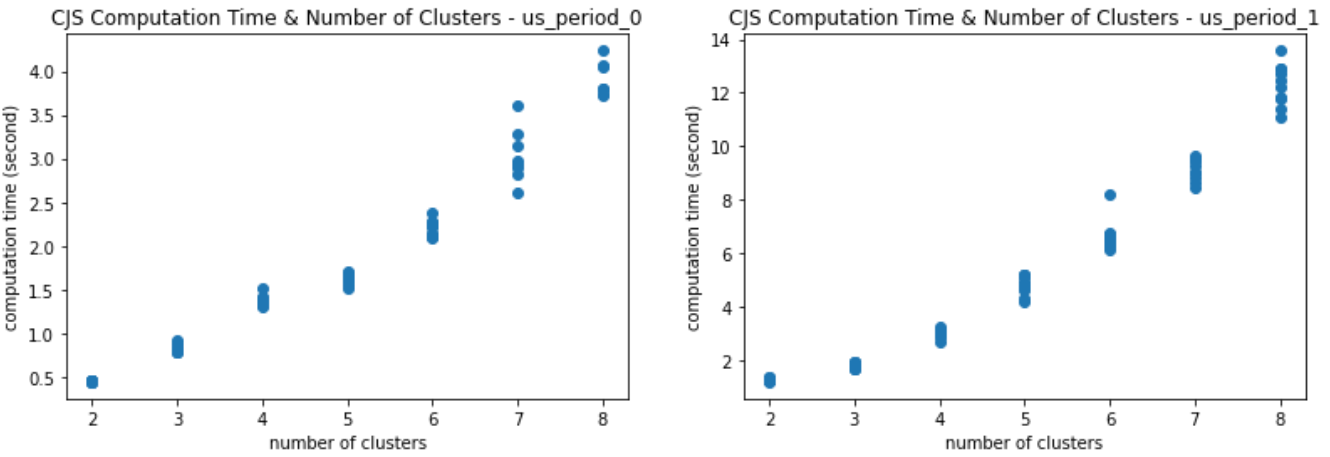 CJS Computation Time & Number of Clusters - us_period_0
4.0
3.5
3.0
2.5
2.0
1.5
1.0
0.5
computation time (second)
2 3 4 5 6 7 8
number of clusters
CJS Computation Time & Number of Clusters - us_period_1
14
12
10
8
6
4
2
computation time (second)
2 3 4 5 6 7 8
number of clusters